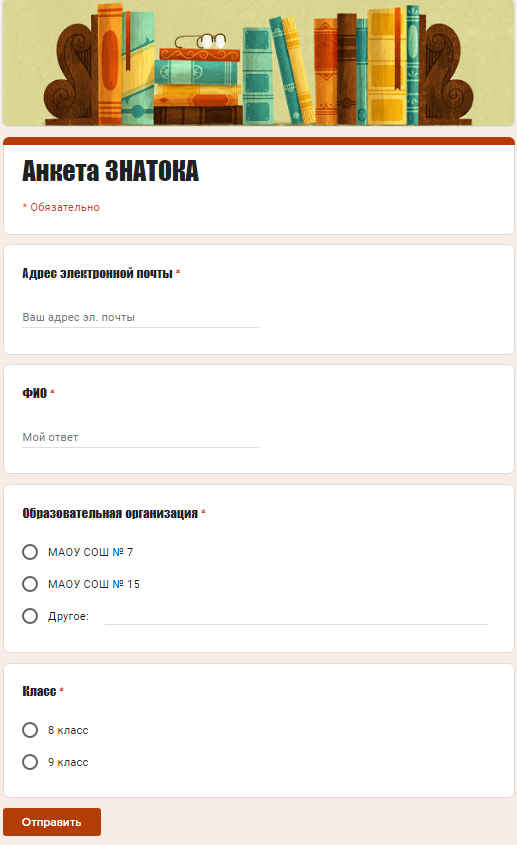 Анкета ЗНАТОКА
* Обязательно
Адрес электронной почты *
Ваш адрес эл. почты
ФИО *
Мой ответ
Образовательная организация *
МАОУ СОШ № 7
МАОУ СОШ № 15
Другое:
Класс *
8 класс
9 класс
Отправить